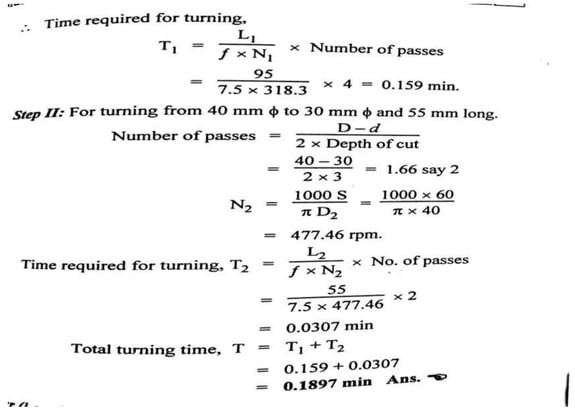 ∴ Time required for turning,
T₁ = L₁ / (f × N₁) × Number of passes
= 95 / (7.5 × 318.3) × 4 = 0.159 min.
Step II: For turning from 40 mm ϕ to 30 mm ϕ and 55 mm long.
Number of passes = (D – d) / (2 × Depth of cut)
= (40 – 30) / (2 × 3) = 1.66 say 2
N₂ = 1000 S / (π D₂) = (1000 × 60) / (π × 40)
= 477.46 rpm.
Time required for turning, T₂ = L₂ / (f × N₂) × No. of passes
= 55 / (7.5 × 477.46) × 2
= 0.0307 min
Total turning time, T = T₁ + T₂
= 0.159 + 0.0307
= 0.1897 min Ans.